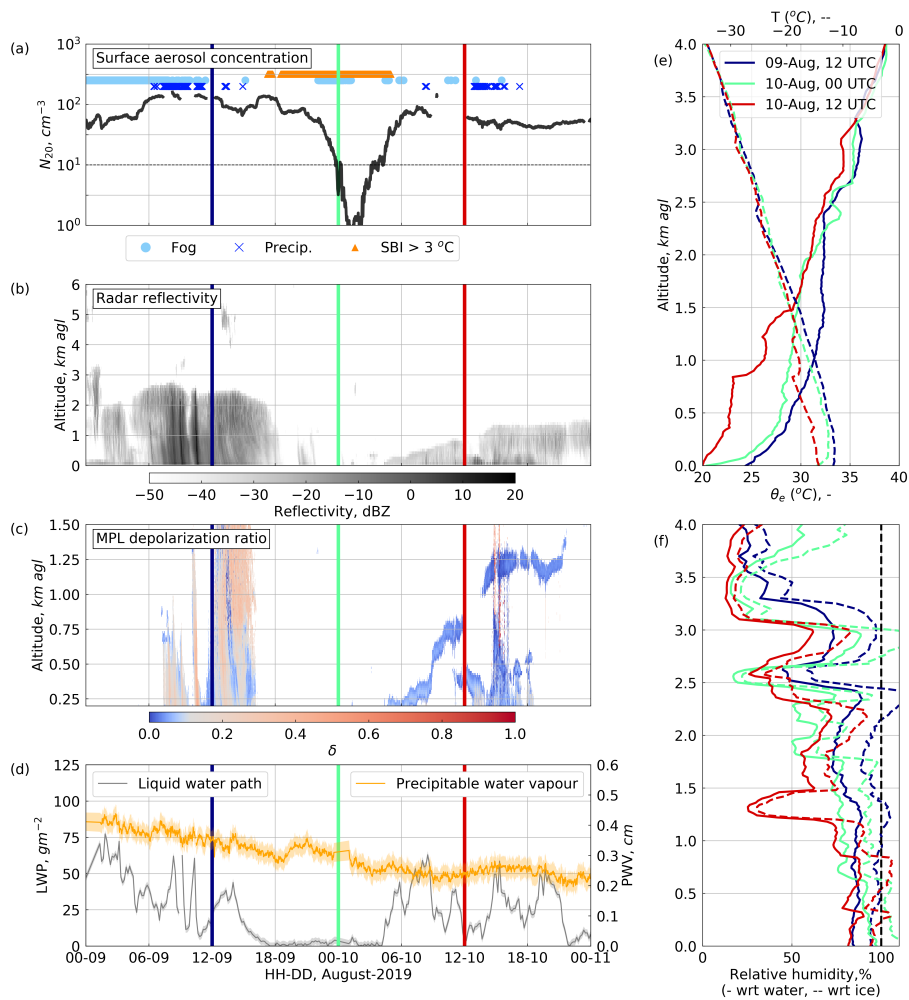 (a)
Surface aerosol concentration
10³
10²
10¹
10⁰
N₂₀, cm⁻³
Fog
Precip.
SBI > 3 °C
(b)
Radar reflectivity
6
5
4
3
2
1
0
Altitude, km agl
−50 −40 −30 −20 −10 0 10 20
Reflectivity, dBZ
(c)
MPL depolarization ratio
1.50
1.25
1.00
0.75
0.50
0.25
Altitude, km agl
0.0 0.2 0.4 0.6 0.8 1.0
δ
(d)
Liquid water path
Precipitable water vapour
125
100
75
50
25
0
LWP, gm⁻²
0.6
0.5
0.4
0.3
0.2
0.1
0.0
PWV, cm
00-09 06-09 12-09 18-09 00-10 06-10 12-10 18-10 00-11
HH-DD, August-2019
T (°C), --
−30 −20 −10 0
(e)
09-Aug, 12 UTC
10-Aug, 00 UTC
10-Aug, 12 UTC
4.0
3.5
3.0
2.5
2.0
1.5
1.0
0.5
0.0
Altitude, km agl
20 25 30 35 40
θₑ (°C), -
(f)
4.0
3.5
3.0
2.5
2.0
1.5
1.0
0.5
0.0
0 50 100
Relative humidity,%
(- wrt water, -- wrt ice)